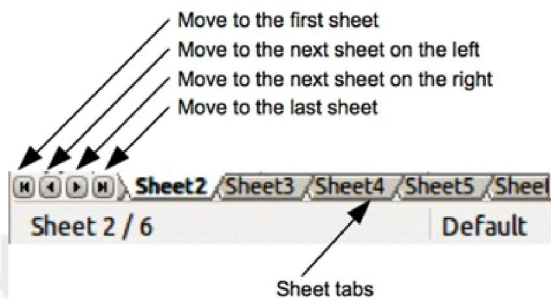 Move to the first sheet
Move to the next sheet on the left
Move to the next sheet on the right
Move to the last sheet
Sheet2 Sheet3 Sheet4 Sheet5 Sheel
Sheet 2 / 6 Default
Sheet tabs